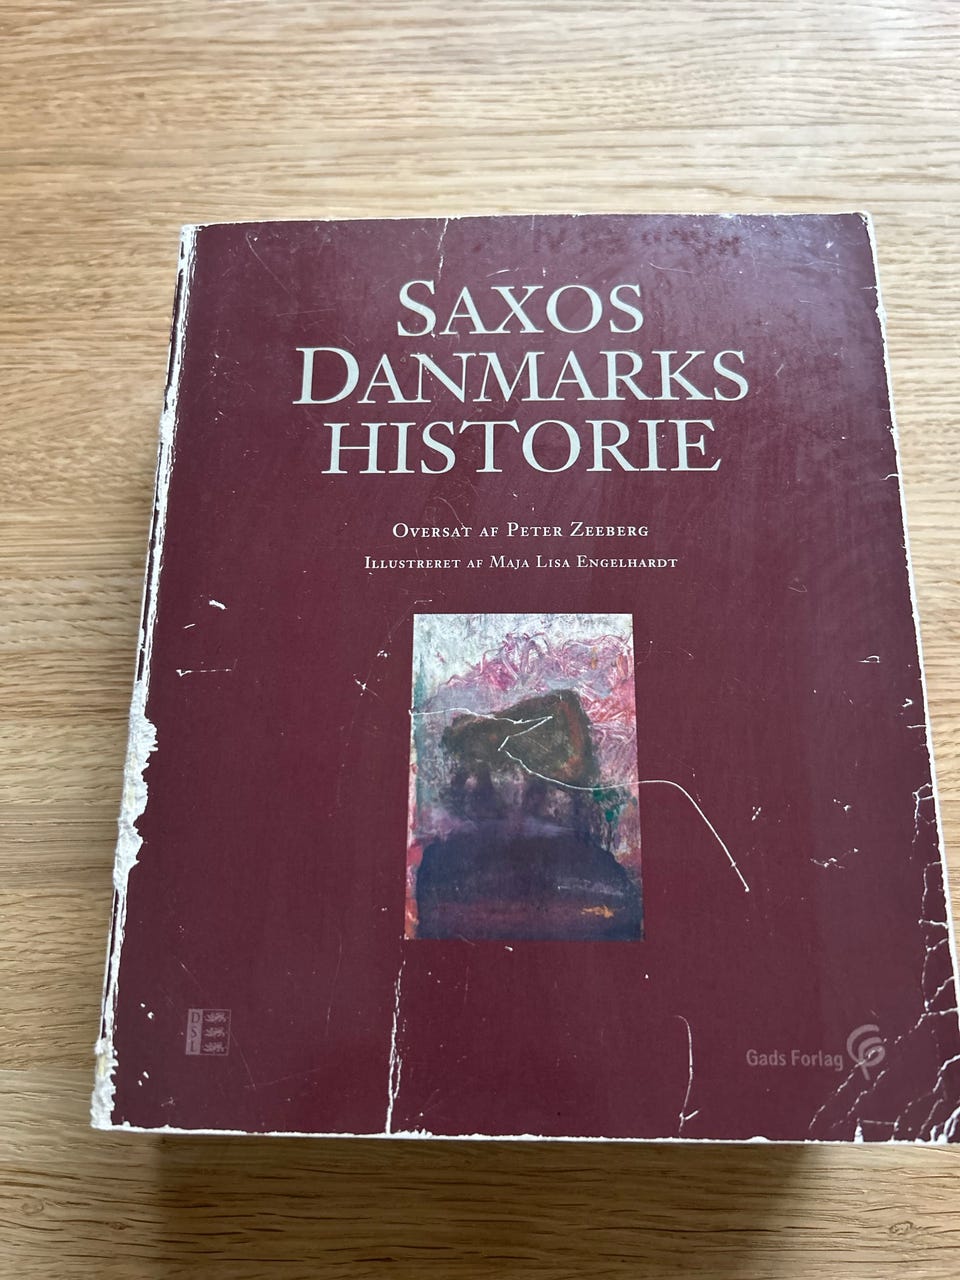 SAXOS
DANMARKS
HISTORIE
OVERSAT AF PETER ZEEBERG
ILLUSTRERET AF MAJA LISA ENGELHARDT
DSL
Gads Forlag